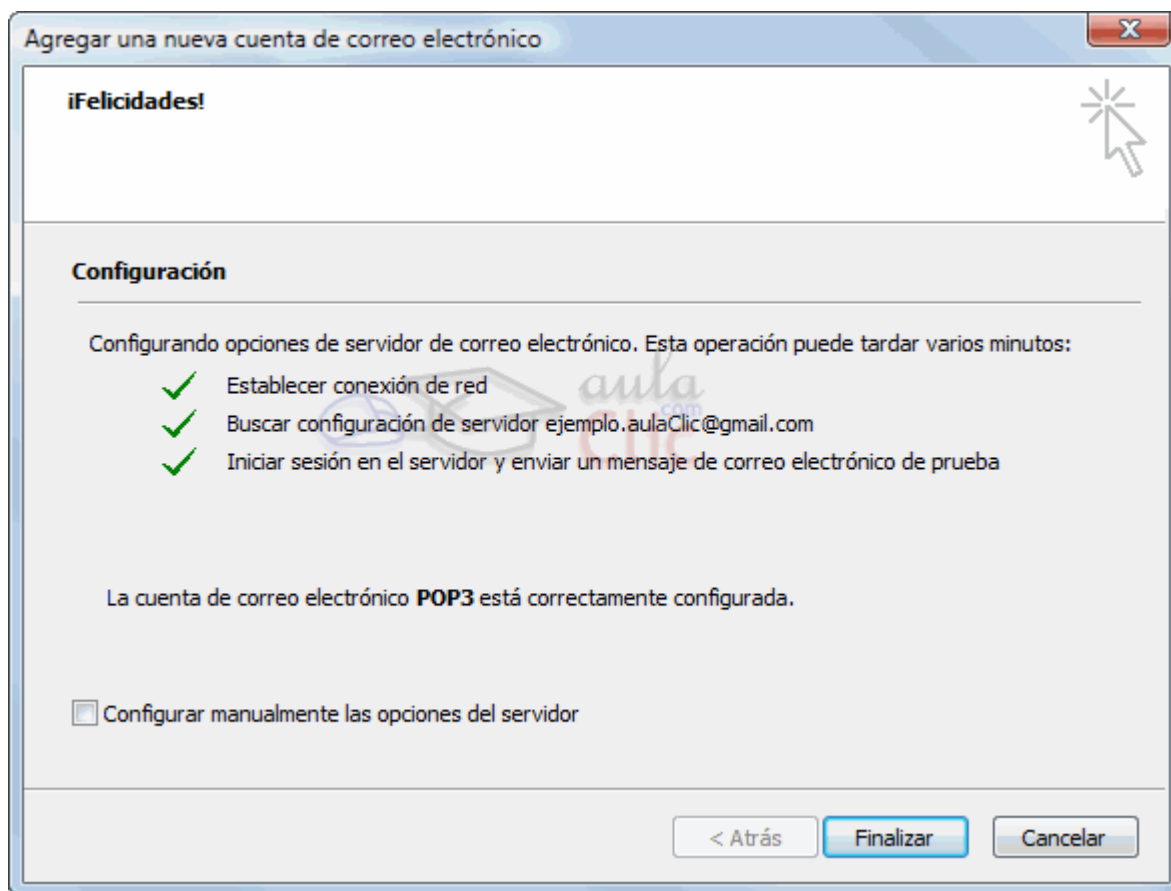 Agregar una nueva cuenta de correo electrónico
X
¡Felicidades!
Configuración
Configurando opciones de servidor de correo electrónico. Esta operación puede tardar varios minutos:
Establecer conexión de red
Buscar configuración de servidor ejemplo.aulaClic@gmail.com
Iniciar sesión en el servidor y enviar un mensaje de correo electrónico de prueba
aula
Clic
com
La cuenta de correo electrónico POP3 está correctamente configurada.
Configurar manualmente las opciones del servidor
< Atrás
Finalizar
Cancelar